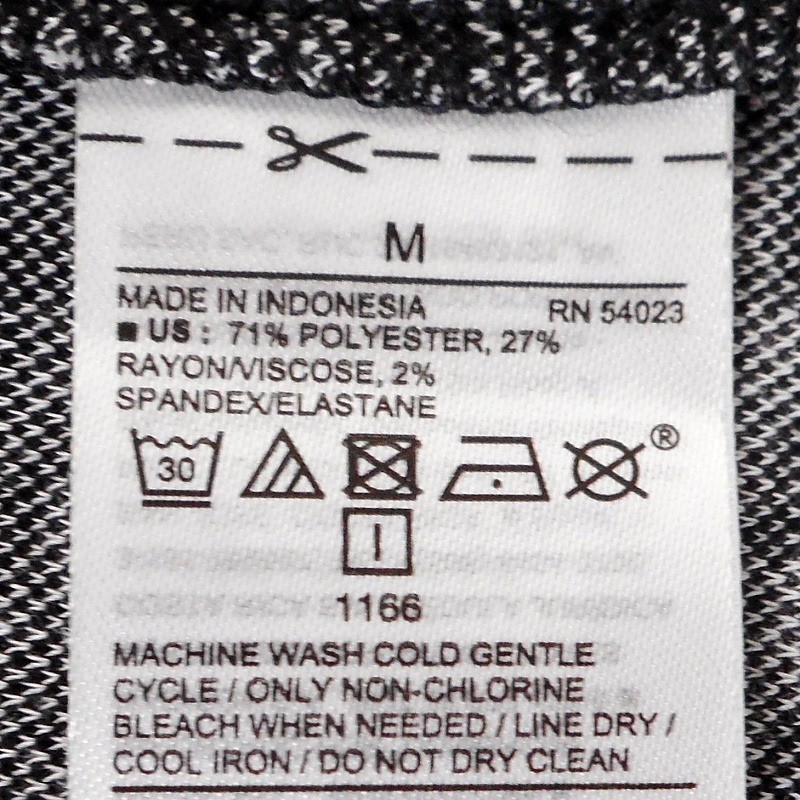 M
MADE IN INDONESIA RN 54023
■ US : 71% POLYESTER, 27%
RAYON/VISCOSE, 2%
SPANDEX/ELASTANE
30
®
1166
MACHINE WASH COLD GENTLE
CYCLE / ONLY NON-CHLORINE
BLEACH WHEN NEEDED / LINE DRY /
COOL IRON / DO NOT DRY CLEAN